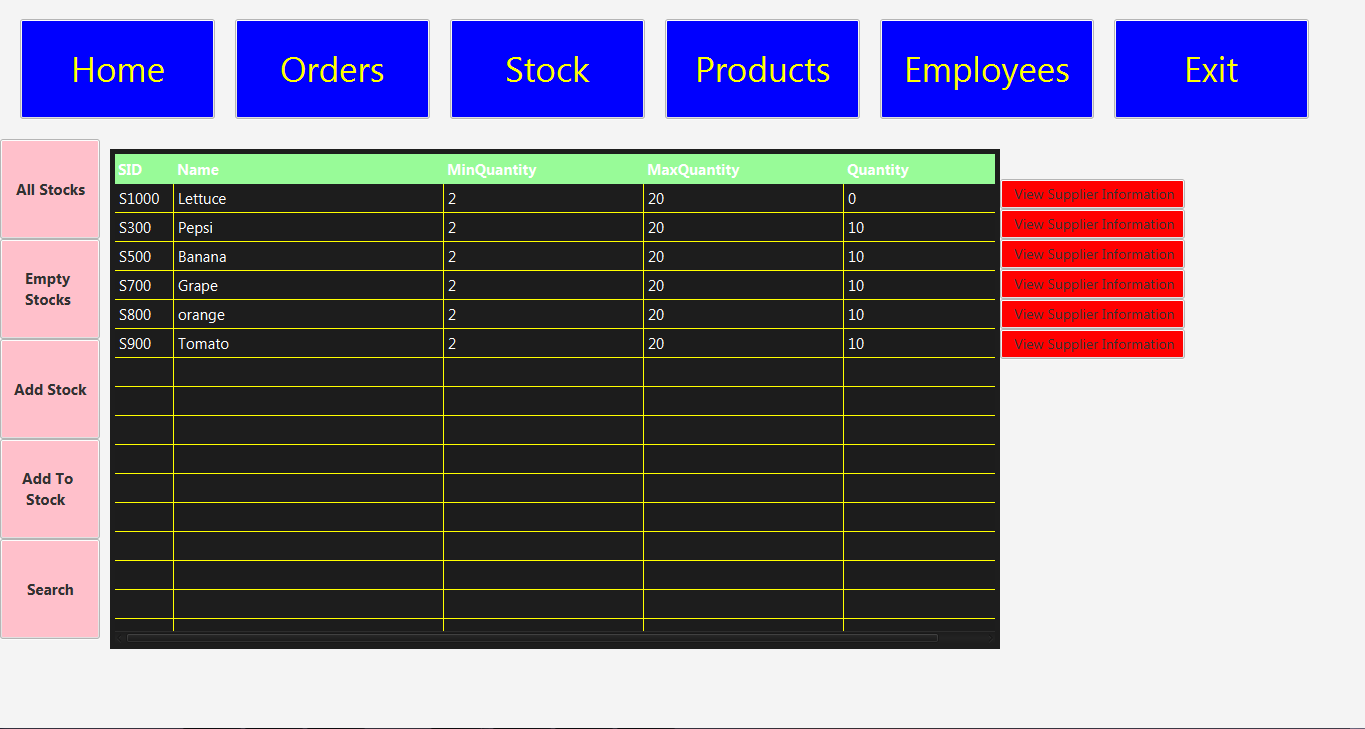 Home Orders Stock Products Employees Exit
All Stocks
Empty
Stocks
Add Stock
Add To
Stock
Search
SID Name MinQuantity MaxQuantity Quantity
S1000 Lettuce 2 20 0 View Supplier Information
S300 Pepsi 2 20 10 View Supplier Information
S500 Banana 2 20 10 View Supplier Information
S700 Grape 2 20 10 View Supplier Information
S800 orange 2 20 10 View Supplier Information
S900 Tomato 2 20 10 View Supplier Information